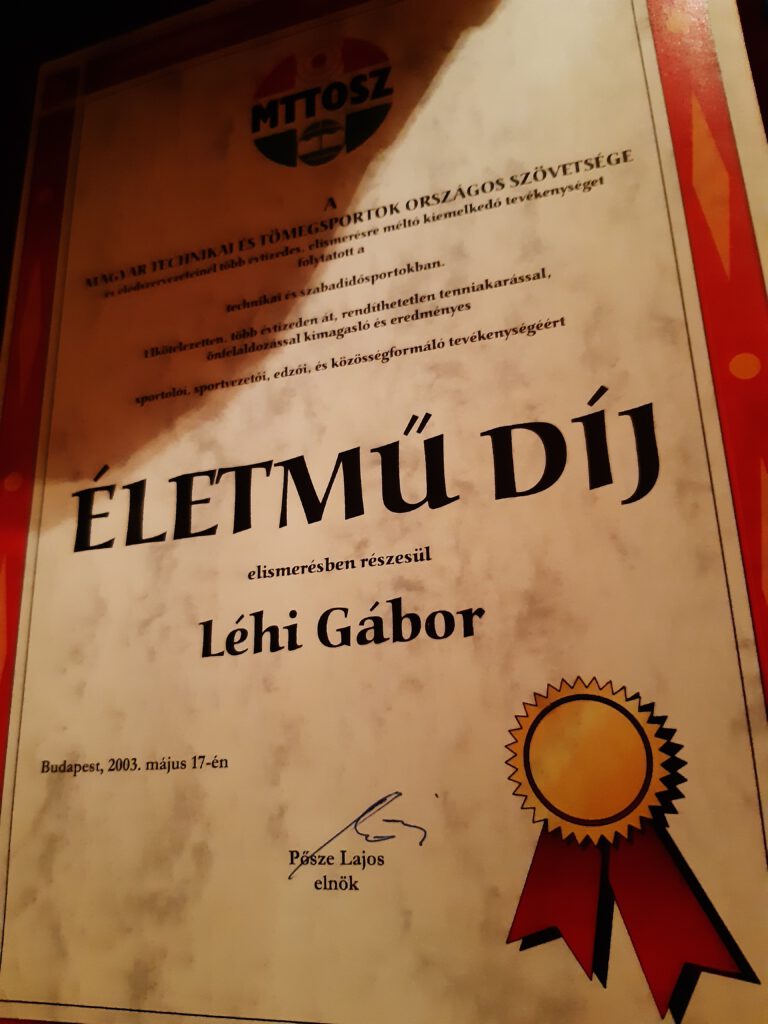 MTTOSZ
A
MAGYAR TECHNIKAI ÉS TÖMEGSPORTOK ORSZÁGOS SZÖVETSÉGE
és elődszervezeteinél több évtizedes, elismerésre méltó kiemelkedő tevékenységet
folytatott a
technikai és szabadidősportokban.
Elkötelezetten, több évtizeden át, rendíthetetlen tenniakarással,
önfeláldozással kimagasló és eredményes
sportolói, sportvezetői, edzői, és közösségformáló tevékenységéért
ÉLETMŰ DÍJ
elismerésben részesül
Léhi Gábor
Budapest, 2003. május 17-én
Pősze Lajos
elnök